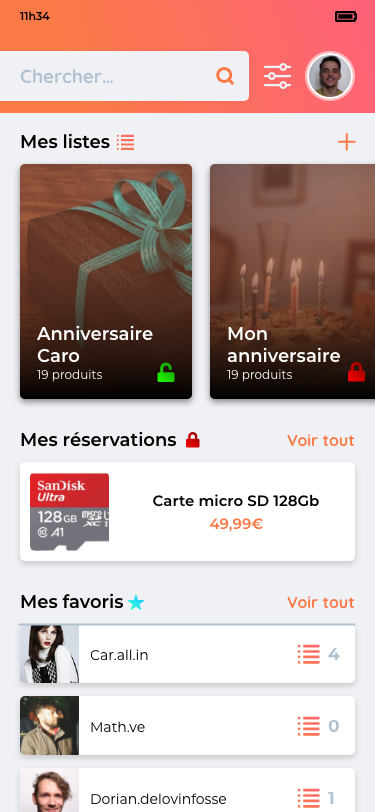 11h34
Chercher...
Mes listes
Anniversaire
Caro
19 produits
Mon
anniversaire
19 produits
Mes réservations
Voir tout
SanDisk
Ultra
128 GB
A1
Carte micro SD 128Gb
49,99€
Mes favoris
Voir tout
Car.all.in
4
Math.ve
0
Dorian.delovinfosse
1